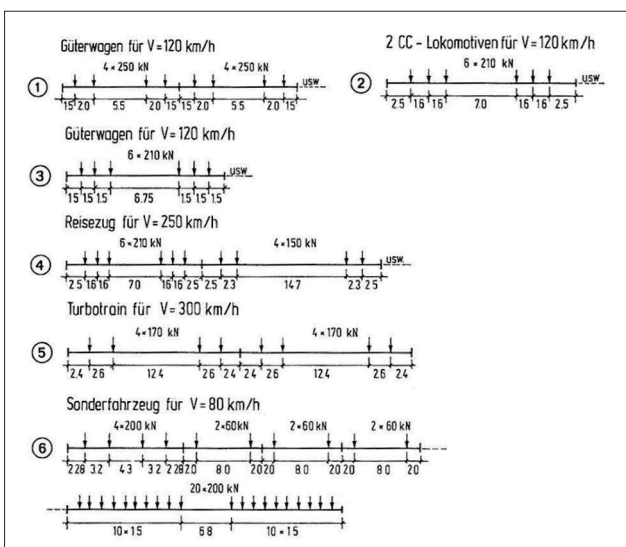 Güterwagen für V=120 km/h
4×250 kN 4×250 kN
① usw
1.5 2.0 5.5 2.0 1.5 1.5 2.0 5.5 2.0 1.5
2 CC - Lokomotiven für V=120 km/h
6×210 kN
②
2.5 1.6 1.6 7.0 1.6 1.6 2.5
Güterwagen für V=120 km/h
6×210 kN
③ usw.
1.5 1.5 1.5 6.75 1.5 1.5 1.5
Reisezug für V=250 km/h
6×210 kN 4×150 kN
④ usw.
2.5 1.6 1.6 7.0 1.6 1.6 2.5 2.5 2.3 14.7 2.3 2.5
Turbotrain für V=300 km/h
4×170 kN 4×170 kN
⑤
2.4 2.6 12.4 2.6 2.4 2.4 2.6 12.4 2.6 2.4
Sonderfahrzeug für V=80 km/h
4×200 kN 2×60kN 2×60 kN 2×60 kN
⑥
2.28 3.2 4.3 3.2 2.28 2.0 8.0 2.0 2.0 8.0 2.0 2.0 8.0 2.0
20×200 kN
10×1.5 6.8 10×1.5